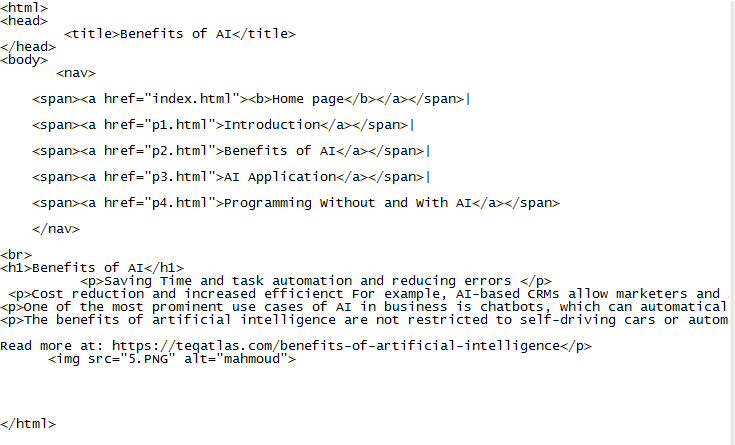 <html>
<head>
<title>Benefits of AI</title>
</head>
<body>
<nav>
<span><a href="index.html"><b>Home page</b></a></span>|
<span><a href="p1.html">Introduction</a></span>|
<span><a href="p2.html">Benefits of AI</a></span>|
<span><a href="p3.html">AI Application</a></span>|
<span><a href="p4.html">Programming Without and With AI</a></span>
</nav>
<br>
<h1>Benefits of AI</h1>
<p>Saving Time and task automation and reducing errors </p>
<p>Cost reduction and increased efficienct For example, AI-based CRMs allow marketers and
<p>One of the most prominent use cases of AI in business is chatbots, which can automatical
<p>The benefits of artificial intelligence are not restricted to self-driving cars or autom
Read more at: https://teqatlas.com/benefits-of-artificial-intelligence</p>
<img src="5.PNG" alt="mahmoud">
</html>